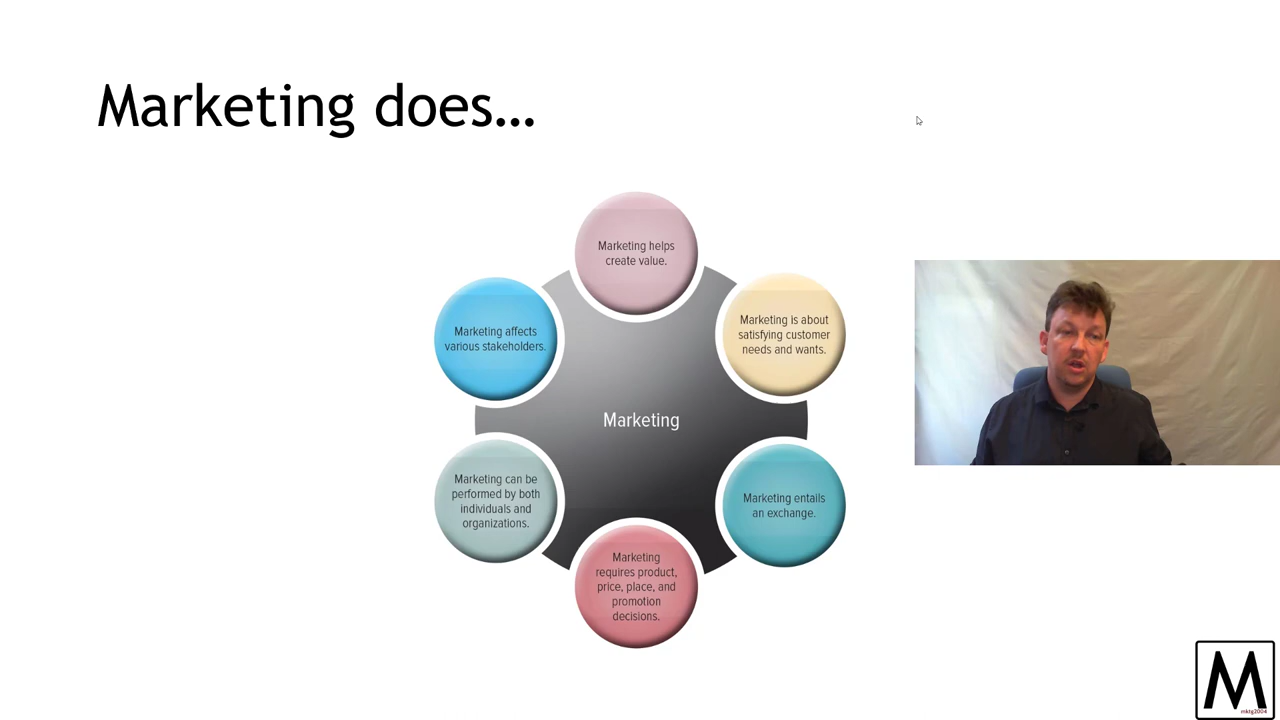 Marketing does…
Marketing helps
create value.
Marketing is about
satisfying customer
needs and wants.
Marketing entails
an exchange.
Marketing
requires product,
price, place, and
promotion
decisions.
Marketing can be
performed by both
individuals and
organizations.
Marketing affects
various stakeholders.
Marketing
M
mktg2004